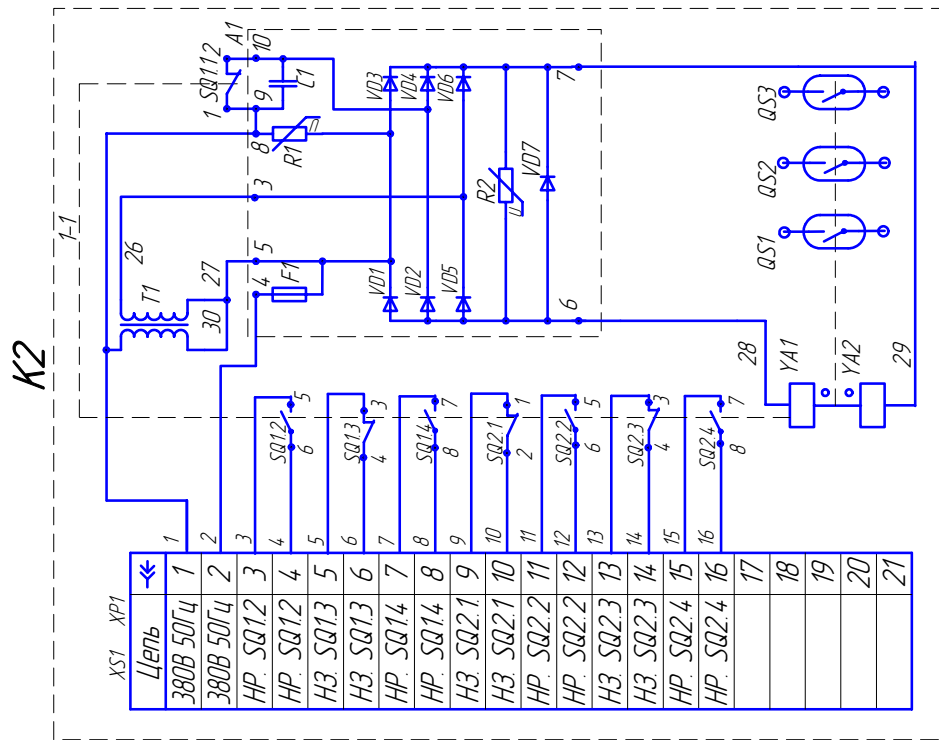 K2
1-1
SQ1.1
1
2
A1
8
9
10
C1
R1
n
3
26
T1
30
27
5
4
F1
VD1
VD2
VD5
VD3
VD4
VD6
R2
u
VD7
7
6
QS1
QS2
QS3
28
YA1
YA2
29
SQ1.2
5
6
SQ1.3
3
4
SQ1.4
7
8
SQ2.1
1
2
SQ2.2
5
6
SQ2.3
3
4
SQ2.4
7
8
1
2
3
4
5
6
7
8
9
10
11
12
13
14
15
16
XS1 XP1
Цепь
380В 50Гц 1
380В 50Гц 2
НР. SQ1.2 3
НР. SQ1.2 4
НЗ. SQ1.3 5
НЗ. SQ1.3 6
НР. SQ1.4 7
НР. SQ1.4 8
НЗ. SQ2.1. 9
НЗ. SQ2.1 10
НР. SQ2.2 11
НР. SQ2.2 12
НЗ. SQ2.3 13
НЗ. SQ2.3 14
НР. SQ2.4 15
НР. SQ2.4 16
17
18
19
20
21